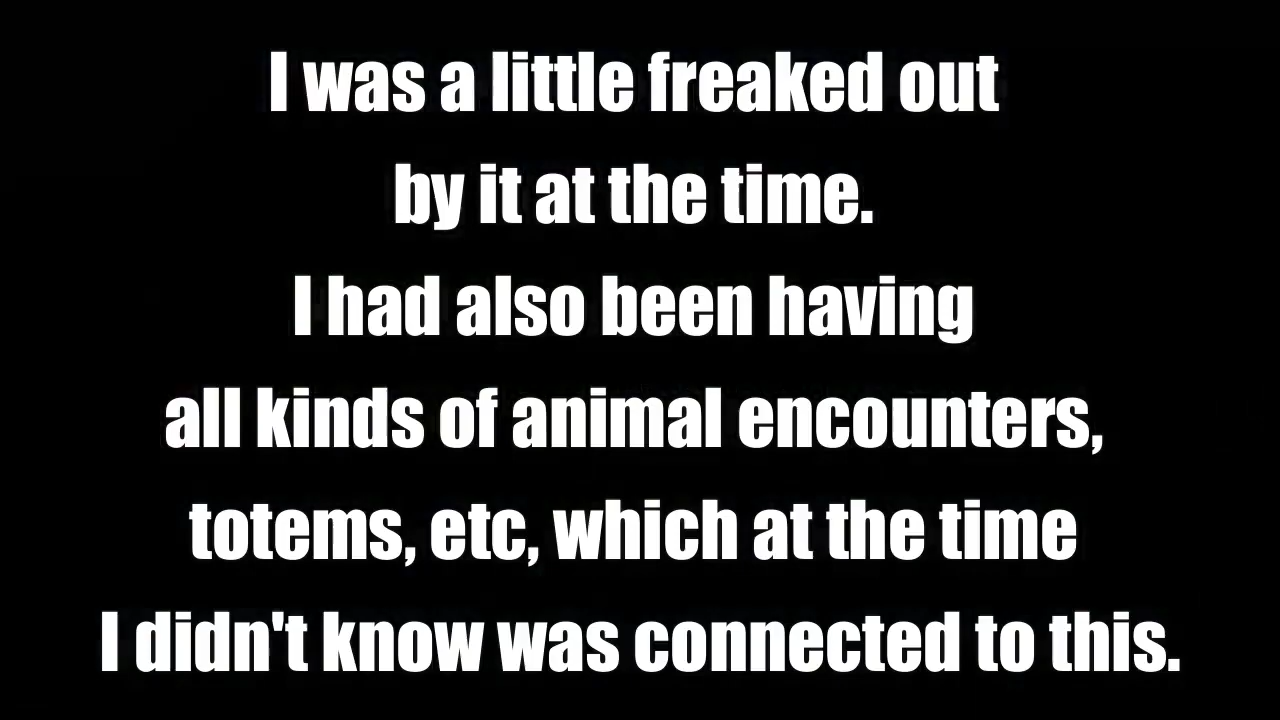 I was a little freaked out
by it at the time.
I had also been having
all kinds of animal encounters,
totems, etc, which at the time
I didn't know was connected to this.